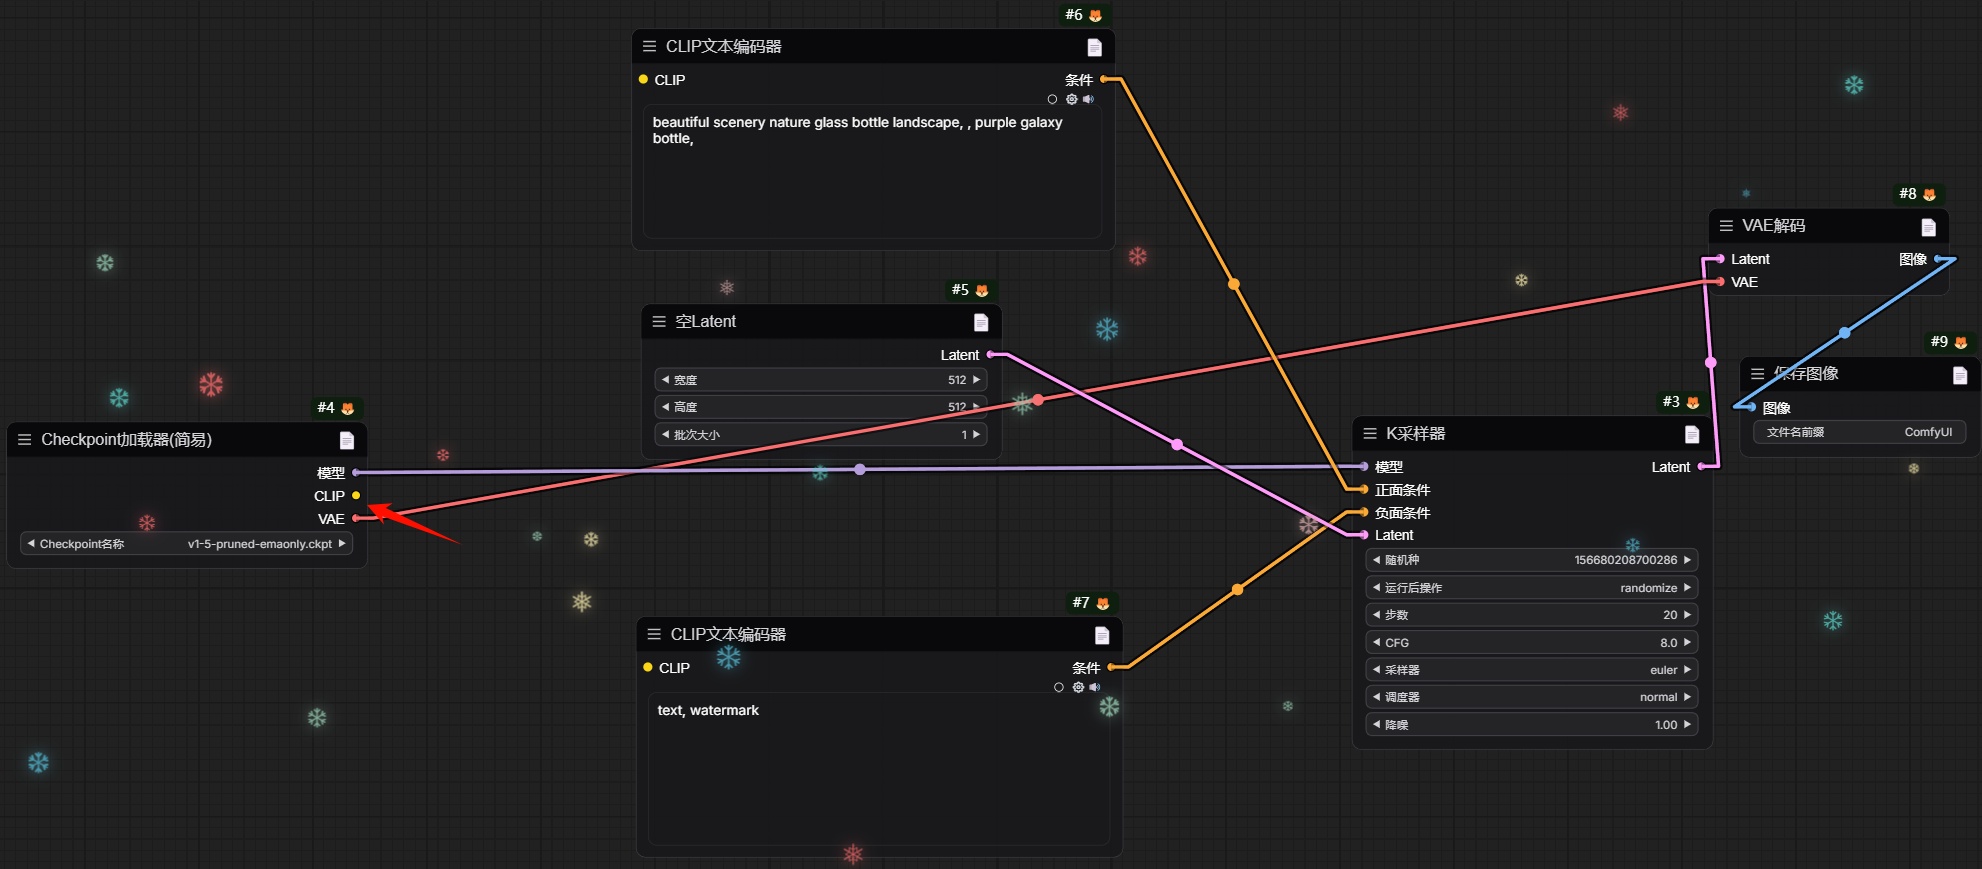 #6
CLIP文本编码器
CLIP
条件
beautiful scenery nature glass bottle landscape, , purple galaxy
bottle,
#5
空Latent
Latent
宽度 512
高度 512
批次大小 1
#4
Checkpoint加载器(简易)
模型
CLIP
VAE
Checkpoint名称 v1-5-pruned-emaonly.ckpt
#7
CLIP文本编码器
CLIP
条件
text, watermark
#3
K采样器
模型
Latent
正面条件
负面条件
Latent
随机种 156680208700286
运行后操作 randomize
步数 20
CFG 8.0
采样器 euler
调度器 normal
降噪 1.00
#8
VAE解码
Latent
图像
VAE
#9
保存图像
图像
文件名前缀 ComfyUI